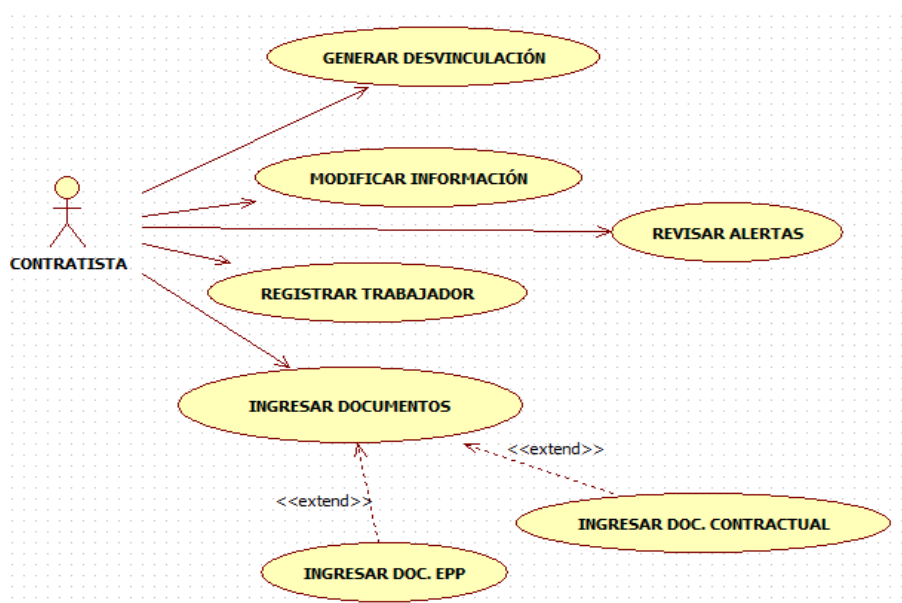 GENERAR DESVINCULACIÓN
MODIFICAR INFORMACIÓN
REVISAR ALERTAS
CONTRATISTA
REGISTRAR TRABAJADOR
INGRESAR DOCUMENTOS
<<extend>>
<<extend>>
INGRESAR DOC. CONTRACTUAL
INGRESAR DOC. EPP